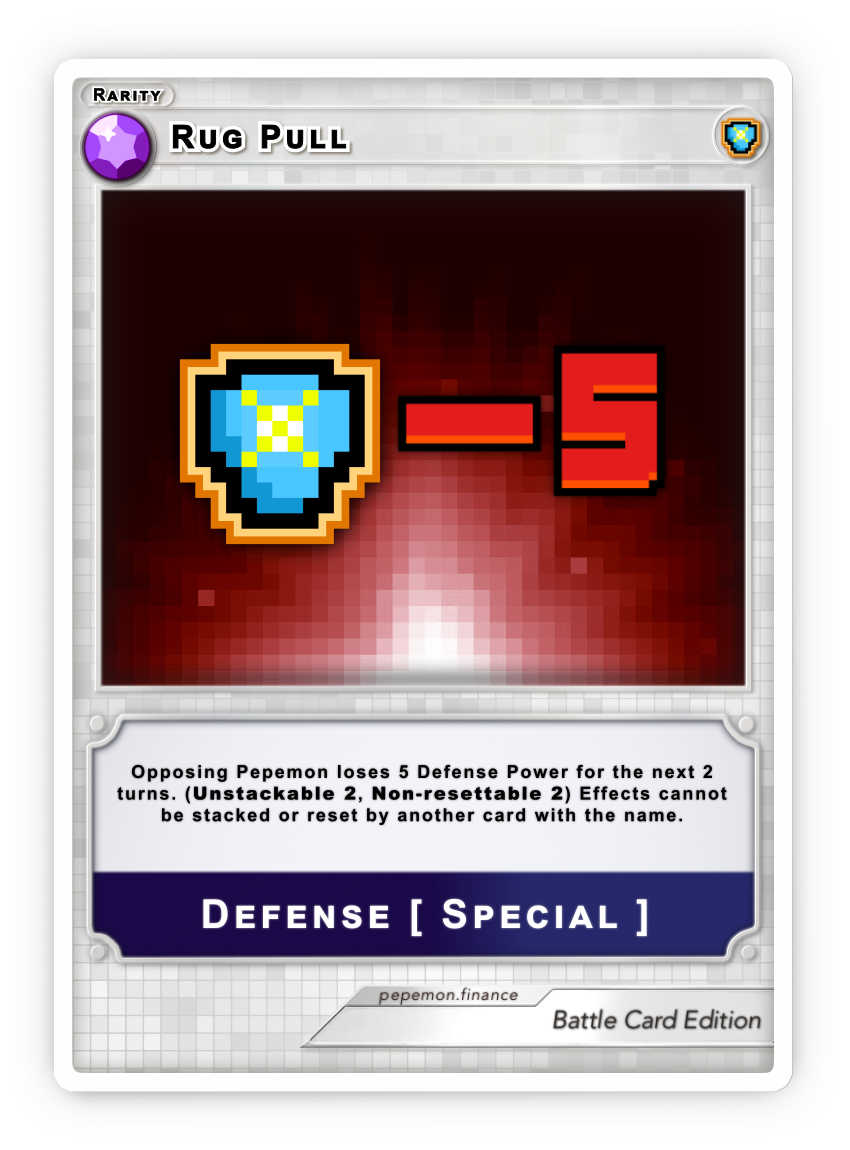 Rarity
Rug Pull
-5
Opposing Pepemon loses 5 Defense Power for the next 2
turns. (Unstackable 2, Non-resettable 2) Effects cannot
be stacked or reset by another card with the name.
Defense [ Special ]
pepemon.finance
Battle Card Edition